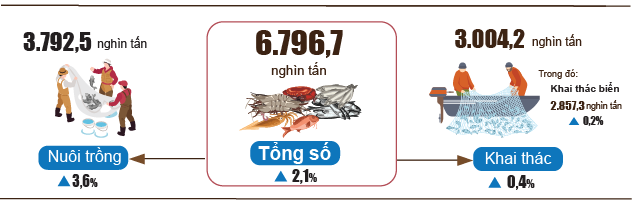 3.792,5 nghìn tấn
Nuôi trồng
▲ 3,6%
6.796,7
nghìn tấn
Tổng số
▲ 2,1%
3.004,2 nghìn tấn
Trong đó:
Khai thác biển
2.857,3 nghìn tấn
▲ 0,2%
Khai thác
▲ 0,4%